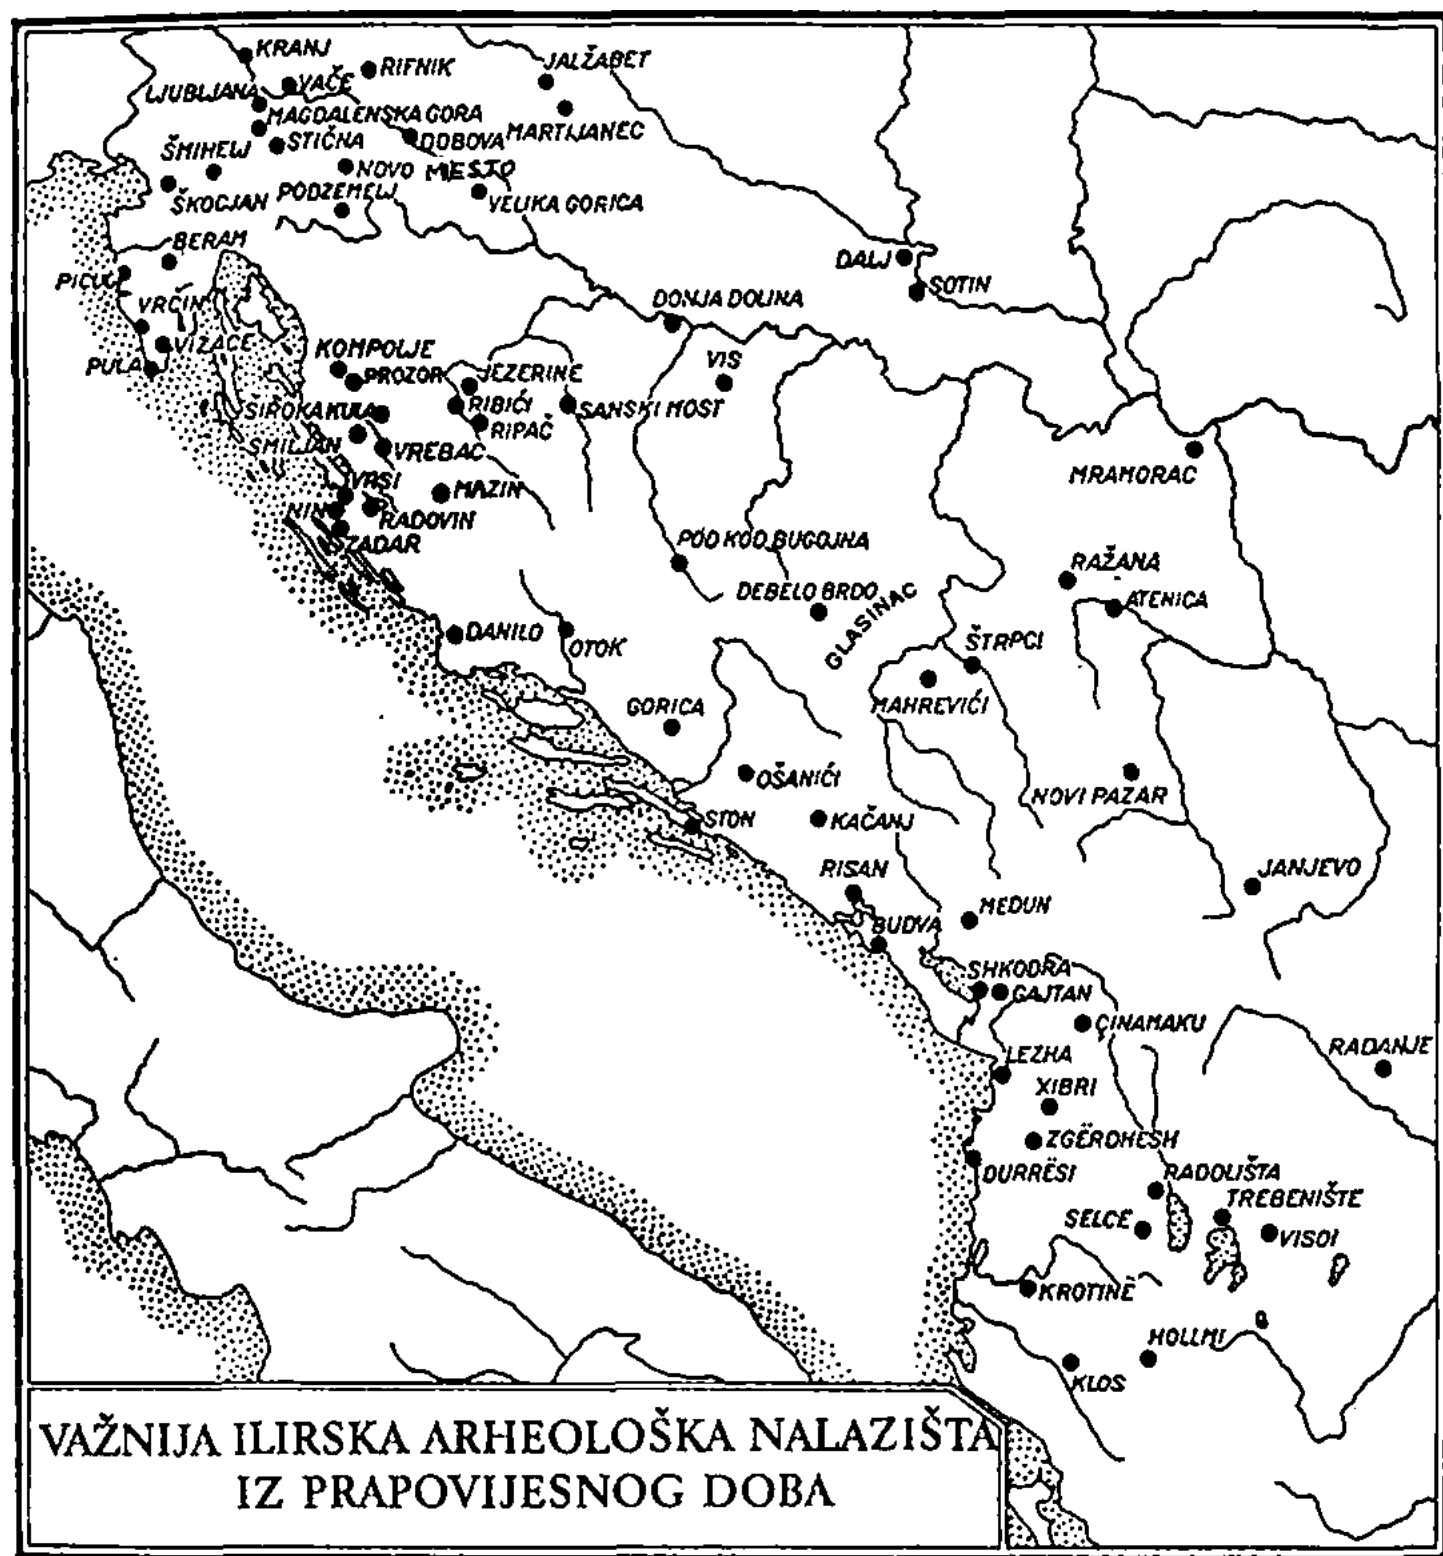 KRANJ
RIFNIK
JALŽABET
VAČE
LJUBLJANA
MAGDALENSKA GORA
MARTIJANEC
DOBOVA
STIČNA
ŠMIHELJ
NOVO MESTO
ŠKOCJAN
PODZEMELJ
VELIKA GORICA
BERAM
DALJ
SOTIN
VRČIN
DONJA DOLINA
VIZAČE
PULA
KOMPOLJE
VIS
PROZOR
JEZERINE
ŠIROKA KULA
RIBIĆI
SANSKI MOST
RIPAČ
SMILJAN
VREBAC
MRAMORAC
VRSI
MAZIN
NIN
RADOVIN
ZADAR
POD KOD BUGOJNA
RAŽANA
DEBELO BRDO
ATENICA
GLASINAC
DANILO
OTOK
ŠTRPCI
GORICA
MAHREVIĆI
OŠANIĆI
NOVI PAZAR
STON
KAČANJ
RISAN
JANJEVO
MEDUN
BUDVA
SHKODRA
GAJTAN
ÇINAMAKU
LEZHA
RADANJE
XIBRI
ZGËRDHESH
DURRËSI
RADOLIŠTA
TREBENIŠTE
SELCE
VISOI
KROTINË
HOLLMI
KLOS
VAŽNIJA ILIRSKA ARHEOLOŠKA NALAZIŠTA
IZ PRAPOVIJESNOG DOBA